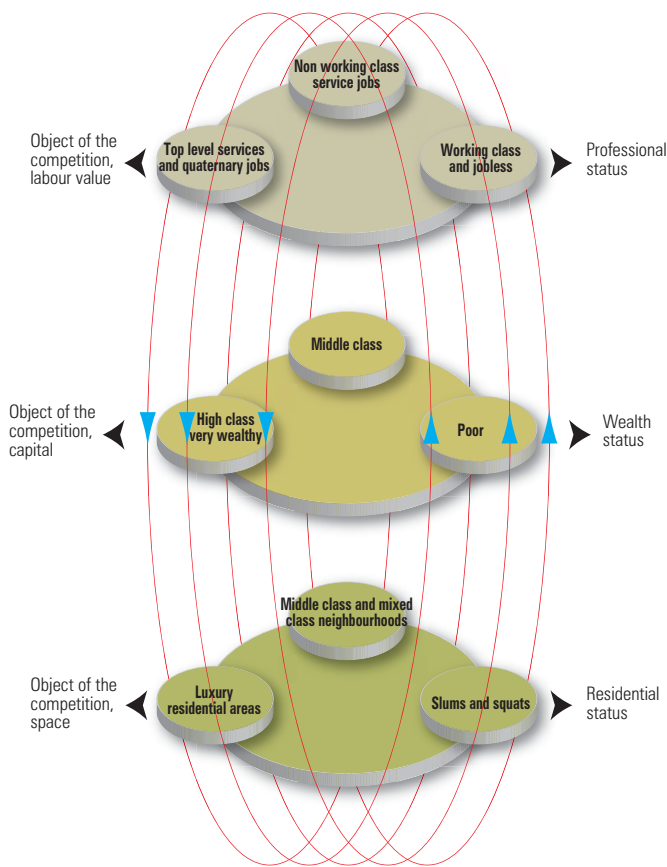 Non working class
service jobs
Object of the
competition,
labour value
Top level services
and quaternary jobs
Working class
and jobless
Professional
status
Middle class
Object of the
competition,
capital
High class
very wealthy
Poor
Wealth
status
Middle class and mixed
class neighbourhoods
Object of the
competition,
space
Luxury
residential areas
Slums and squats
Residential
status